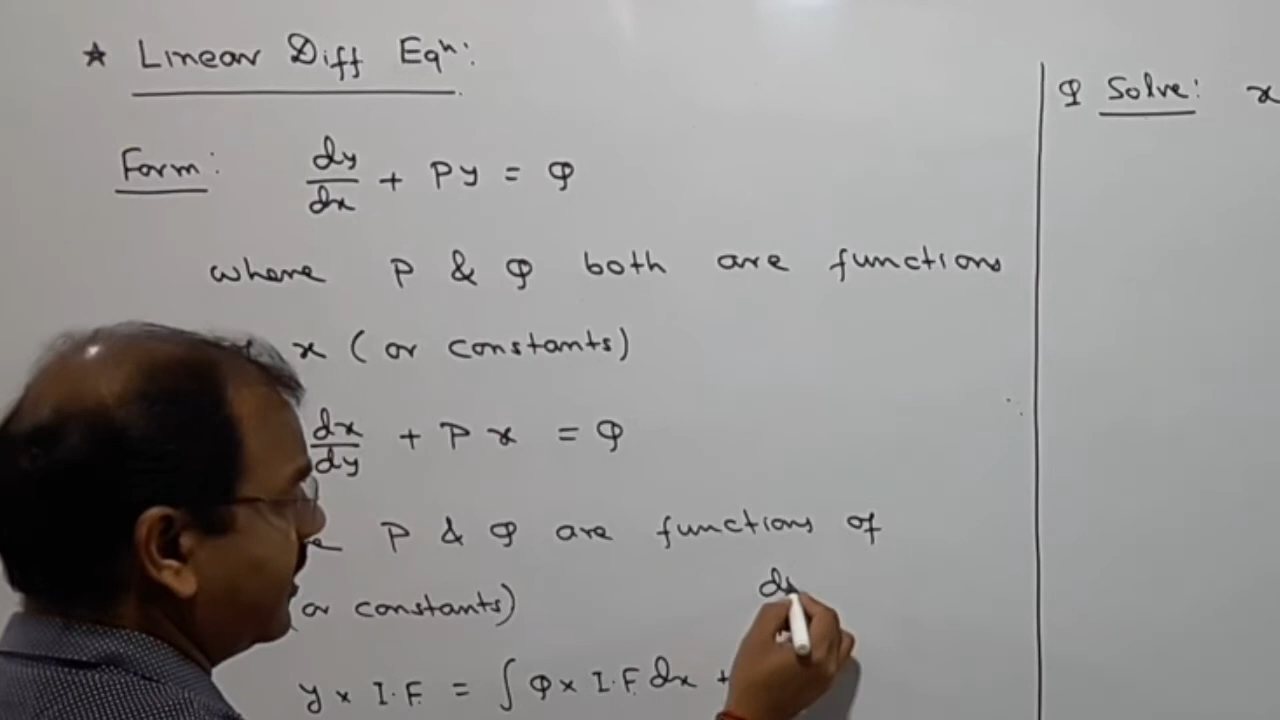 ★ Linear Diff Eqⁿ:
Form: dy/dx + Py = Q
where P & Q both are functions
x (or constants)
dx/dy + Px = Q
P & Q are functions of
(or constants)
y × I.F. = ∫ Q × I.F. dx +
Q Solve: x